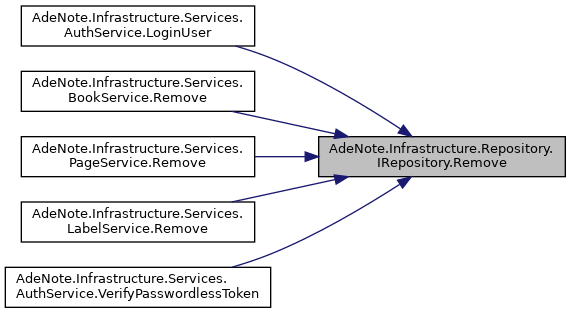 AdeNote.Infrastructure.Services.
AuthService.LoginUser
AdeNote.Infrastructure.Services.
BookService.Remove
AdeNote.Infrastructure.Services.
PageService.Remove
AdeNote.Infrastructure.Repository.
IRepository.Remove
AdeNote.Infrastructure.Services.
LabelService.Remove
AdeNote.Infrastructure.Services.
AuthService.VerifyPasswordlessToken